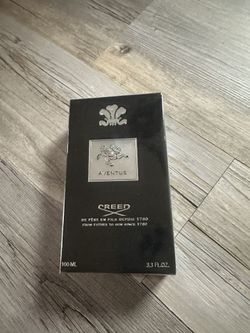 AVENTUS
CREED
DE PÈRE EN FILS DEPUIS 1760
FROM FATHER TO SON SINCE 1760
100 ML
3.3 FL.OZ.